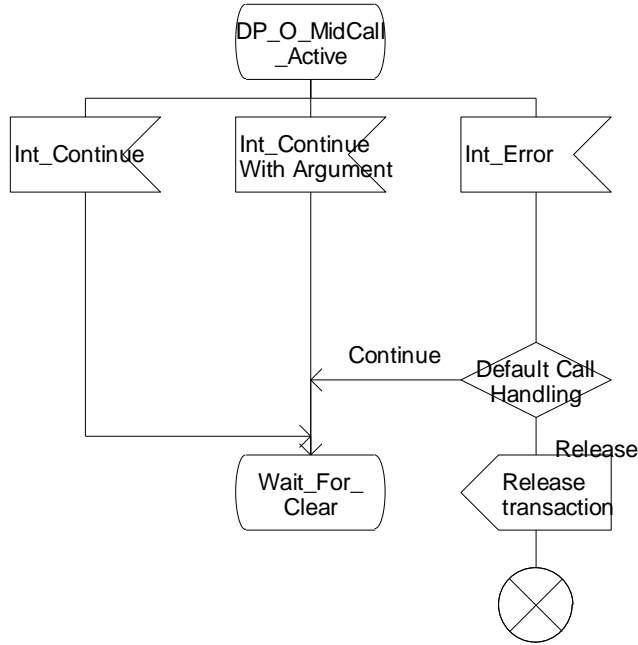 DP_O_MidCall
_Active
Int_Continue
Int_Continue
With Argument
Int_Error
Continue
Default Call
Handling
Release
Wait_For_
Clear
Release
transaction